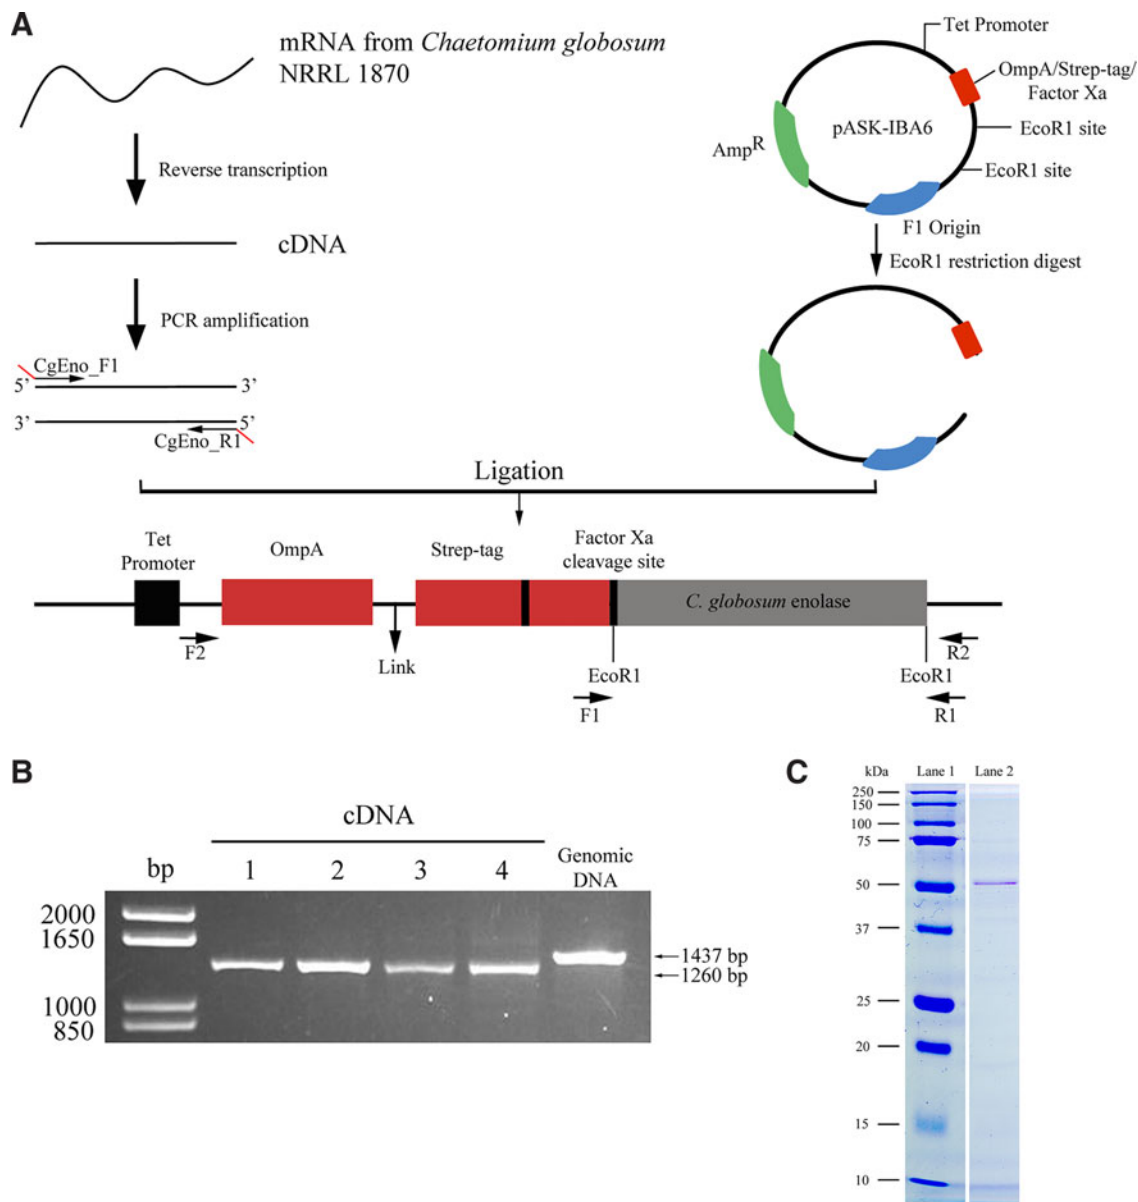 A
mRNA from Chaetomium globosum
NRRL 1870
Reverse transcription
cDNA
PCR amplification
CgEno_F1
5’
3’
3’
5’
CgEno_R1
Tet Promoter
OmpA/Strep-tag/
Factor Xa
pASK-IBA6
EcoR1 site
AmpR
EcoR1 site
F1 Origin
EcoR1 restriction digest
Ligation
Tet
Promoter
OmpA
Strep-tag
Factor Xa
cleavage site
C. globosum enolase
F2
Link
EcoR1
EcoR1
R2
F1
R1
B
cDNA
bp
1
2
3
4
Genomic
DNA
2000
1650
1000
850
1437 bp
1260 bp
C
kDa
Lane 1
Lane 2
250
150
100
75
50
37
25
20
15
10